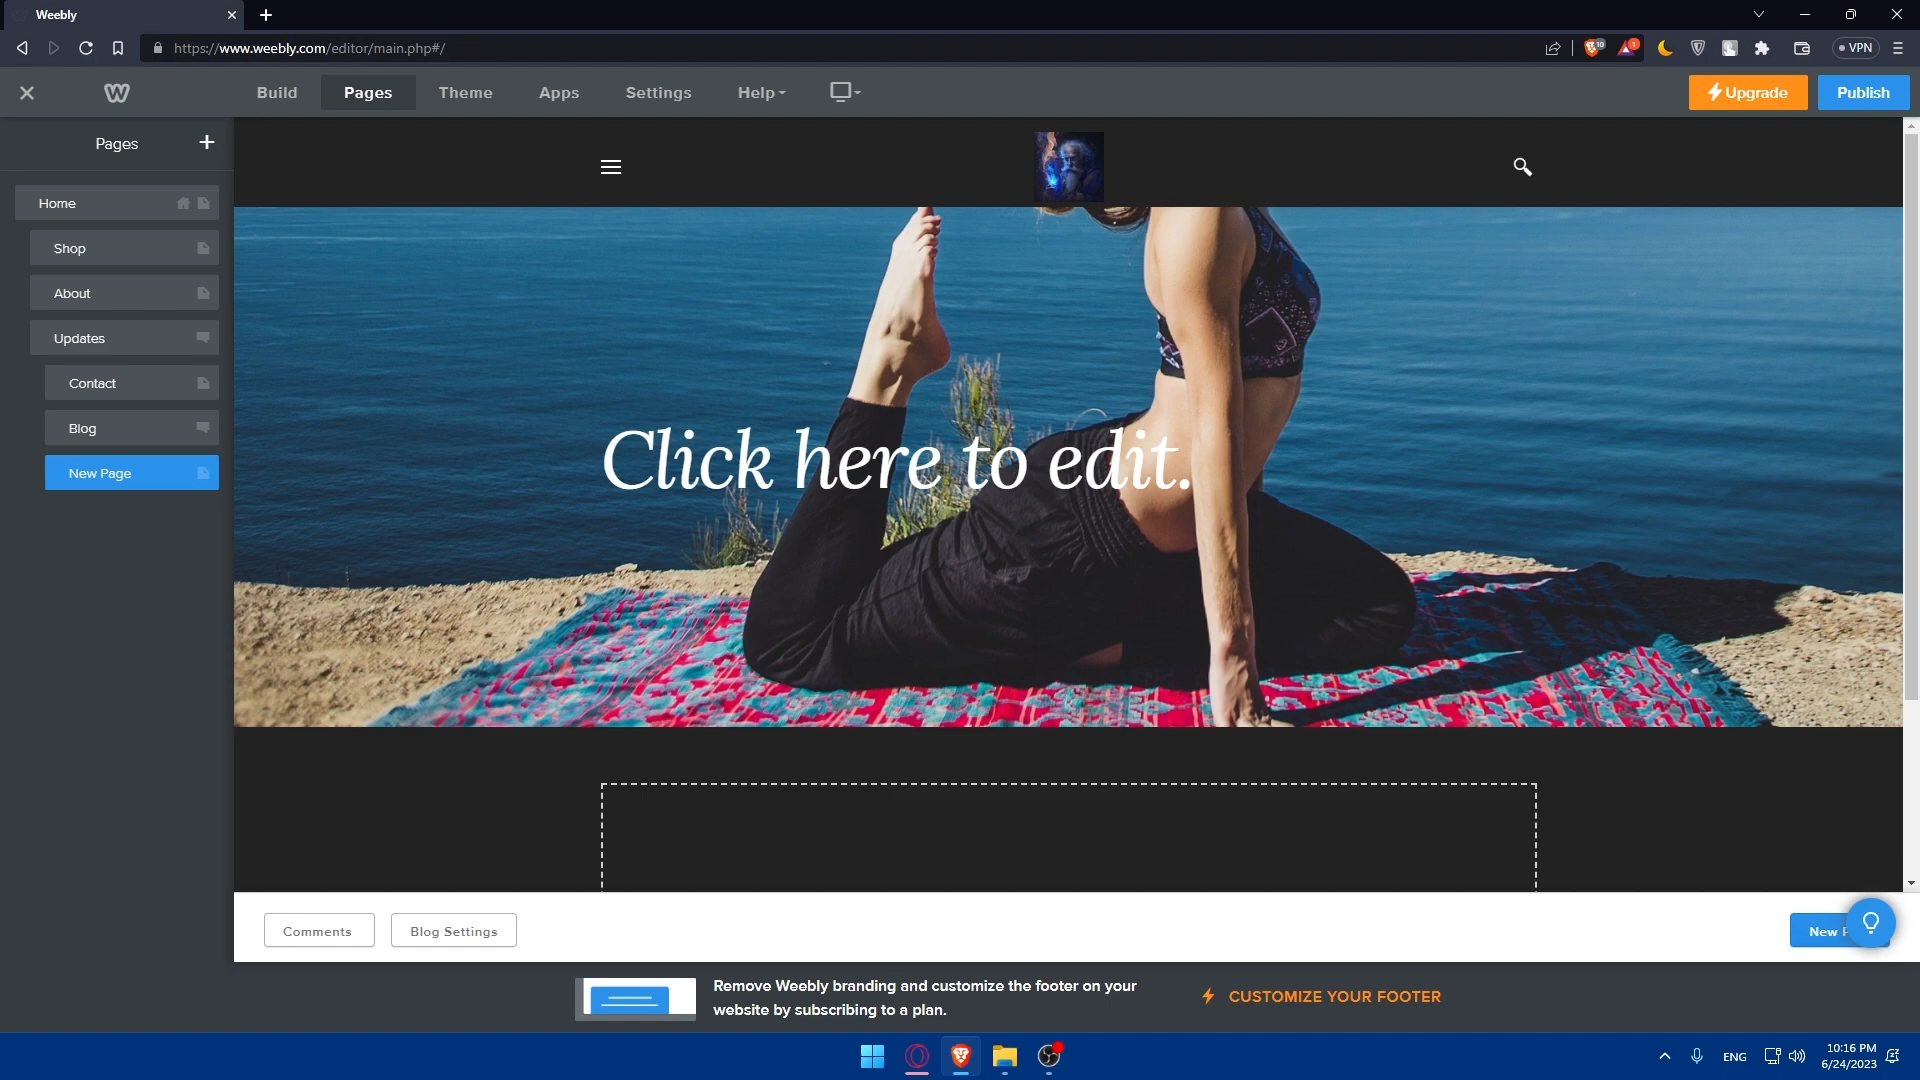 Weebly
https://www.weebly.com/editor/main.php#/
10
1
VPN
Build
Pages
Theme
Apps
Settings
Help
Upgrade
Publish
Pages
Home
Shop
About
Updates
Contact
Blog
New Page
Click here to edit.
Comments
Blog Settings
New
Remove Weebly branding and customize the footer on your
website by subscribing to a plan.
CUSTOMIZE YOUR FOOTER
ENG
10:16 PM
6/24/2023